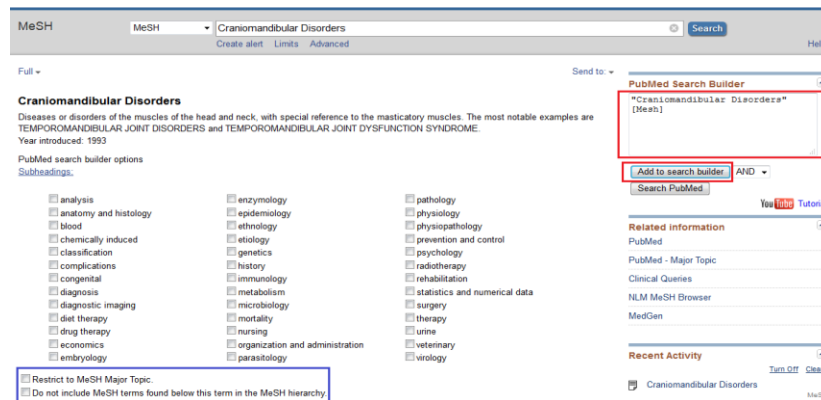 MeSH
MeSH
Craniomandibular Disorders
Search
Create alert Limits Advanced
Hel
Full
Send to:
Craniomandibular Disorders
Diseases or disorders of the muscles of the head and neck, with special reference to the masticatory muscles. The most notable examples are
TEMPOROMANDIBULAR JOINT DISORDERS and TEMPOROMANDIBULAR JOINT DYSFUNCTION SYNDROME.
Year introduced: 1993
PubMed search builder options
Subheadings:
analysis
anatomy and histology
blood
chemically induced
classification
complications
congenital
diagnosis
diagnostic imaging
diet therapy
drug therapy
economics
embryology
enzymology
epidemiology
ethnology
etiology
genetics
history
immunology
metabolism
microbiology
mortality
nursing
organization and administration
parasitology
pathology
physiology
physiopathology
prevention and control
psychology
radiotherapy
rehabilitation
statistics and numerical data
surgery
therapy
urine
veterinary
virology
Restrict to MeSH Major Topic.
Do not include MeSH terms found below this term in the MeSH hierarchy.
PubMed Search Builder
"Craniomandibular Disorders"
[Mesh]
Add to search builder AND
Search PubMed
YouTube Tutori
Related information
PubMed
PubMed - Major Topic
Clinical Queries
NLM MeSH Browser
MedGen
Recent Activity
Turn Off Clea
Craniomandibular Disorders
MeS